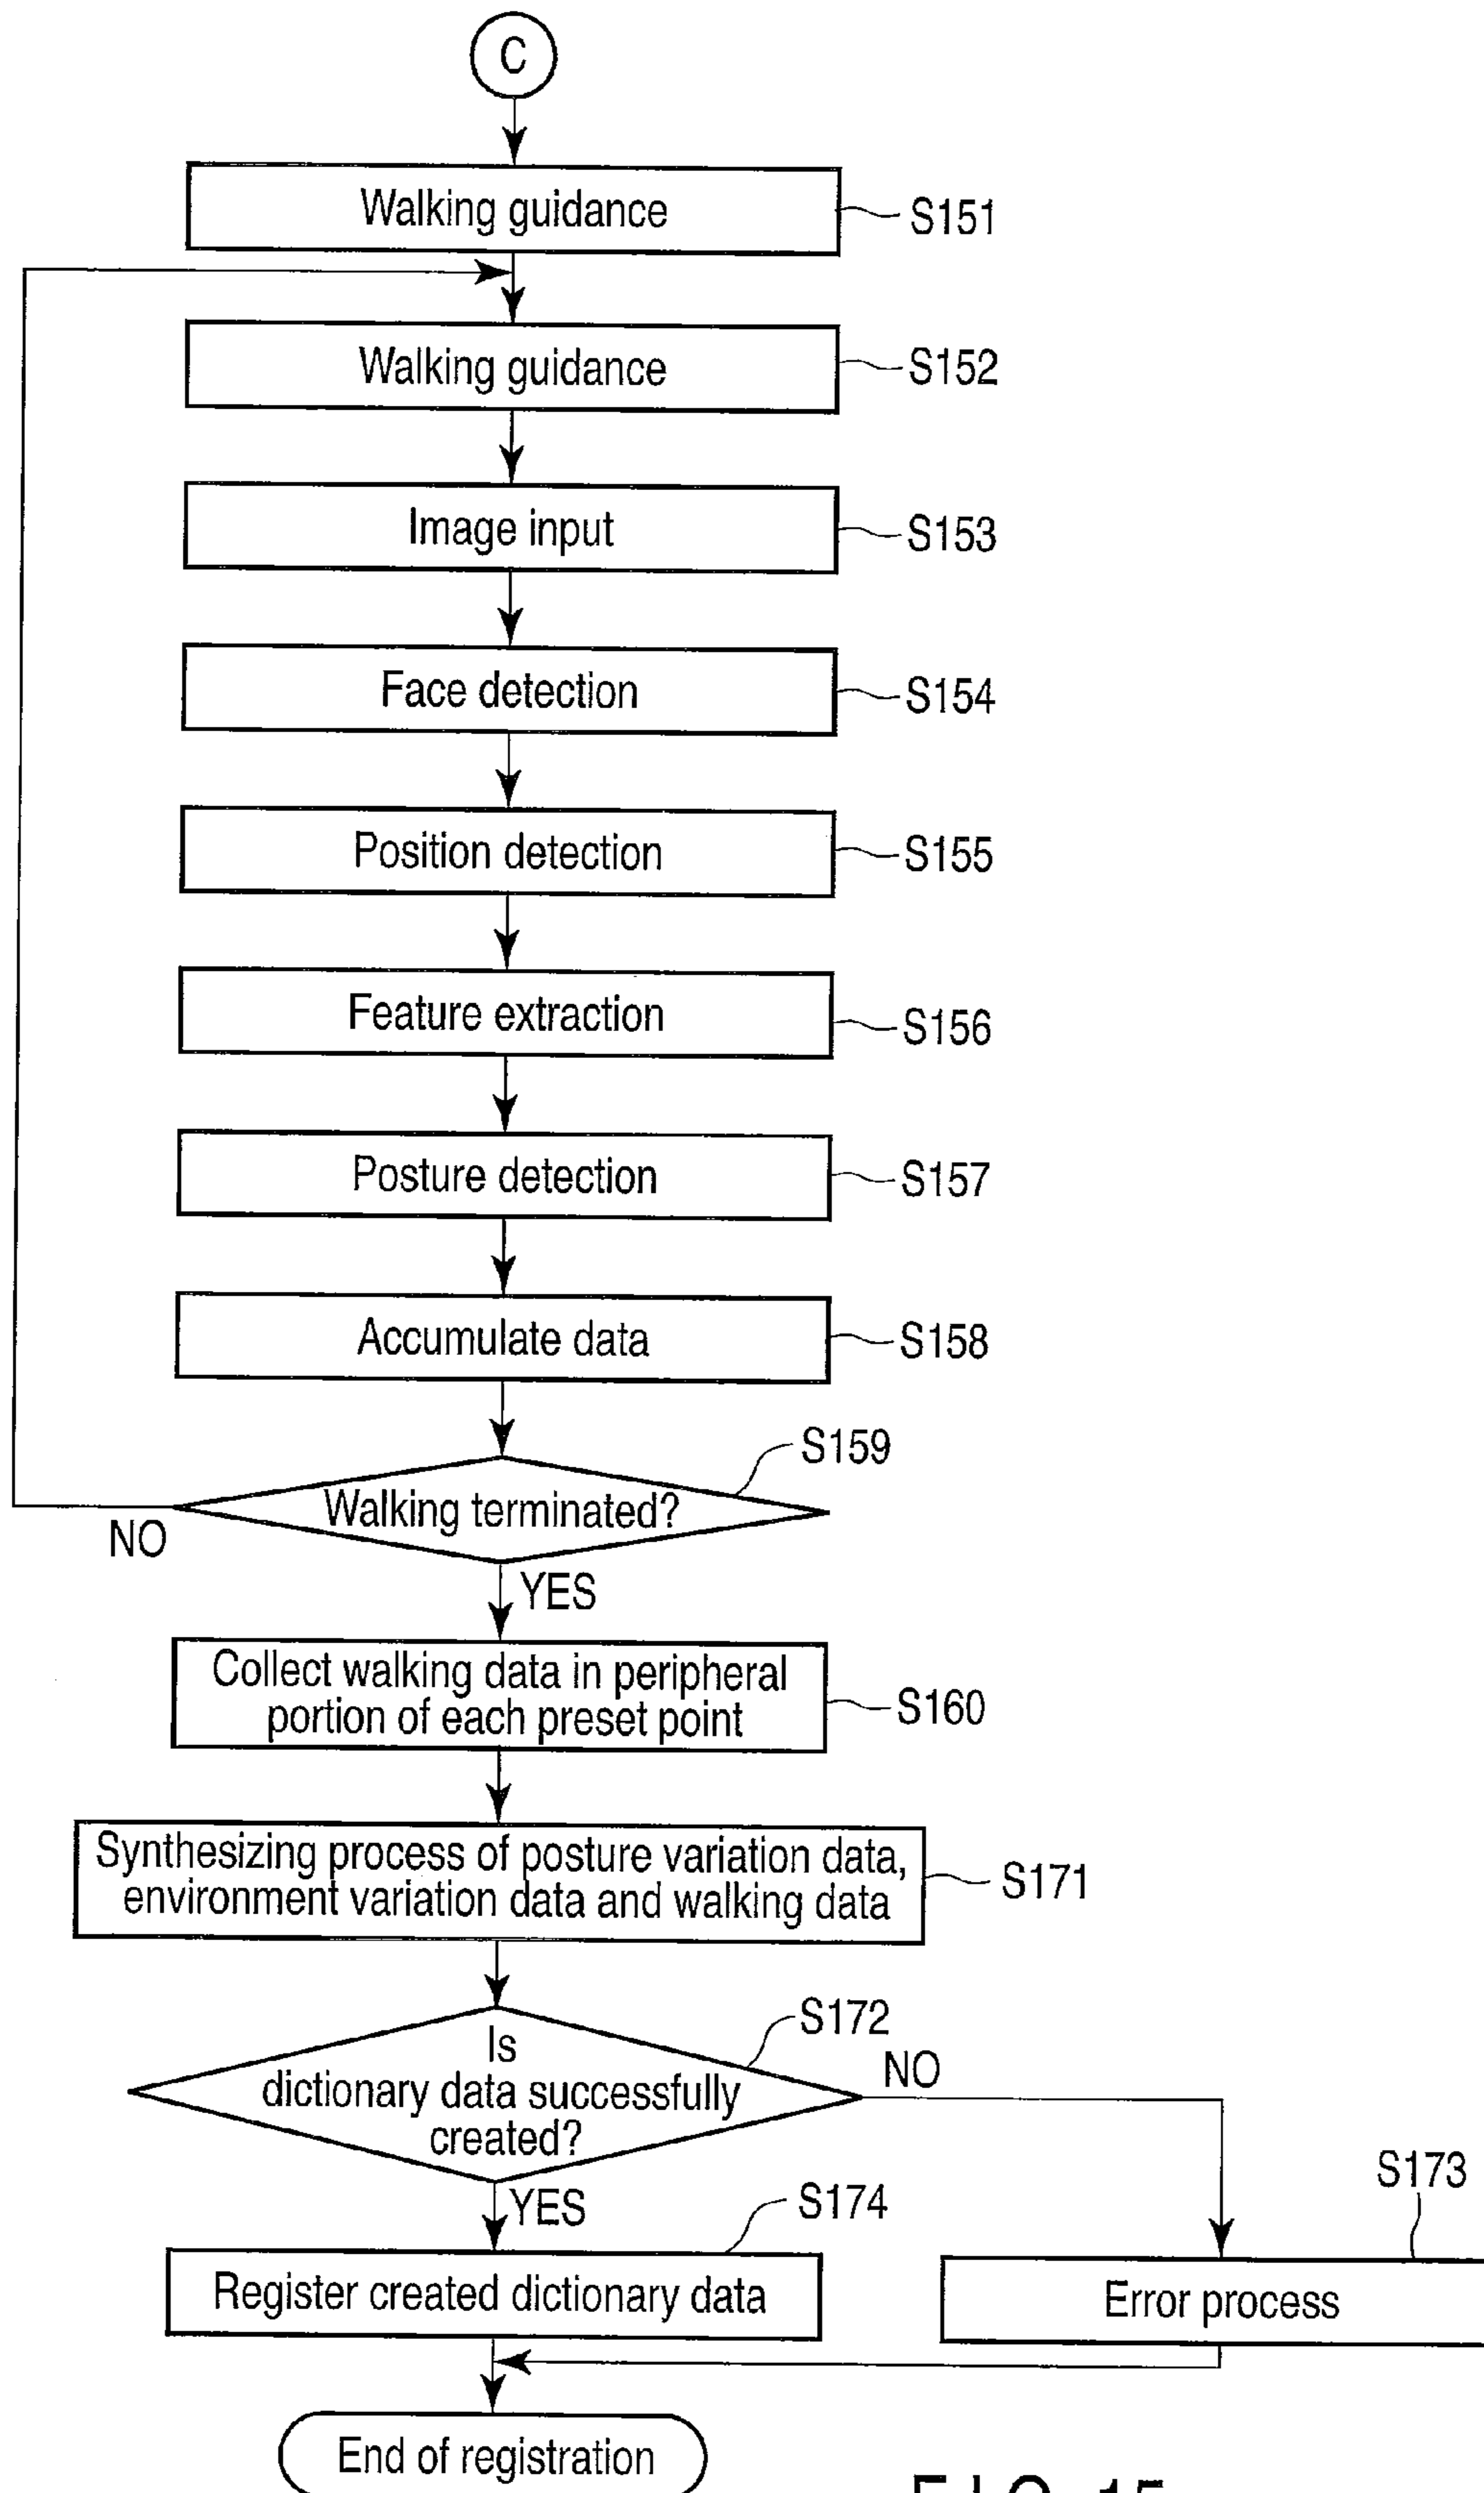 C
Walking guidance
S151
Walking guidance
S152
Image input
S153
Face detection
S154
Position detection
S155
Feature extraction
S156
Posture detection
S157
Accumulate data
S158
S159
Walking terminated?
NO
YES
Collect walking data in peripheral
portion of each preset point
S160
Synthesizing process of posture variation data,
environment variation data and walking data
S171
S172
Is
dictionary data successfully
created?
NO
YES
S174
S173
Register created dictionary data
Error process
End of registration
FIG. 15